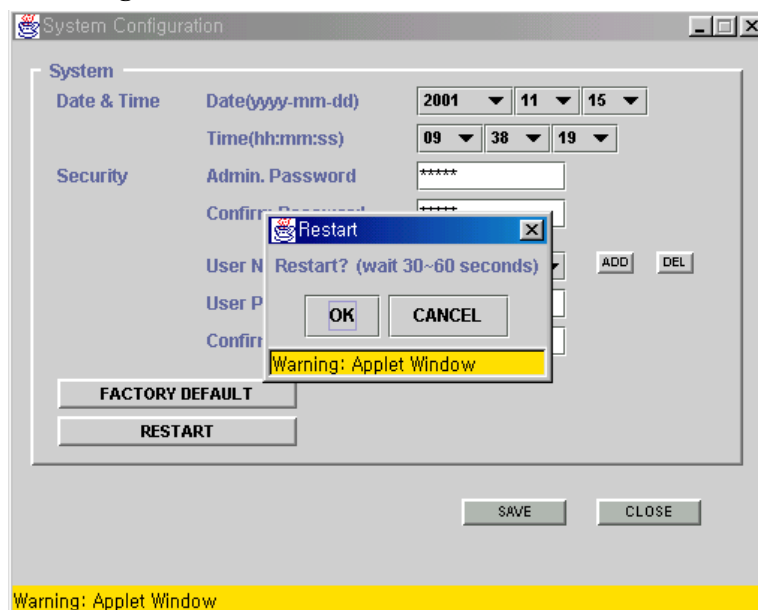 System Configuration
System
Date & Time Date(yyyy-mm-dd) 2001 11 15
Time(hh:mm:ss) 09 38 19
Security Admin. Password *****
Restart
User Restart? (wait 30~60 seconds) ADD DEL
User
OK CANCEL
Warning: Applet Window
FACTORY DEFAULT
RESTART
SAVE CLOSE
Warning: Applet Window